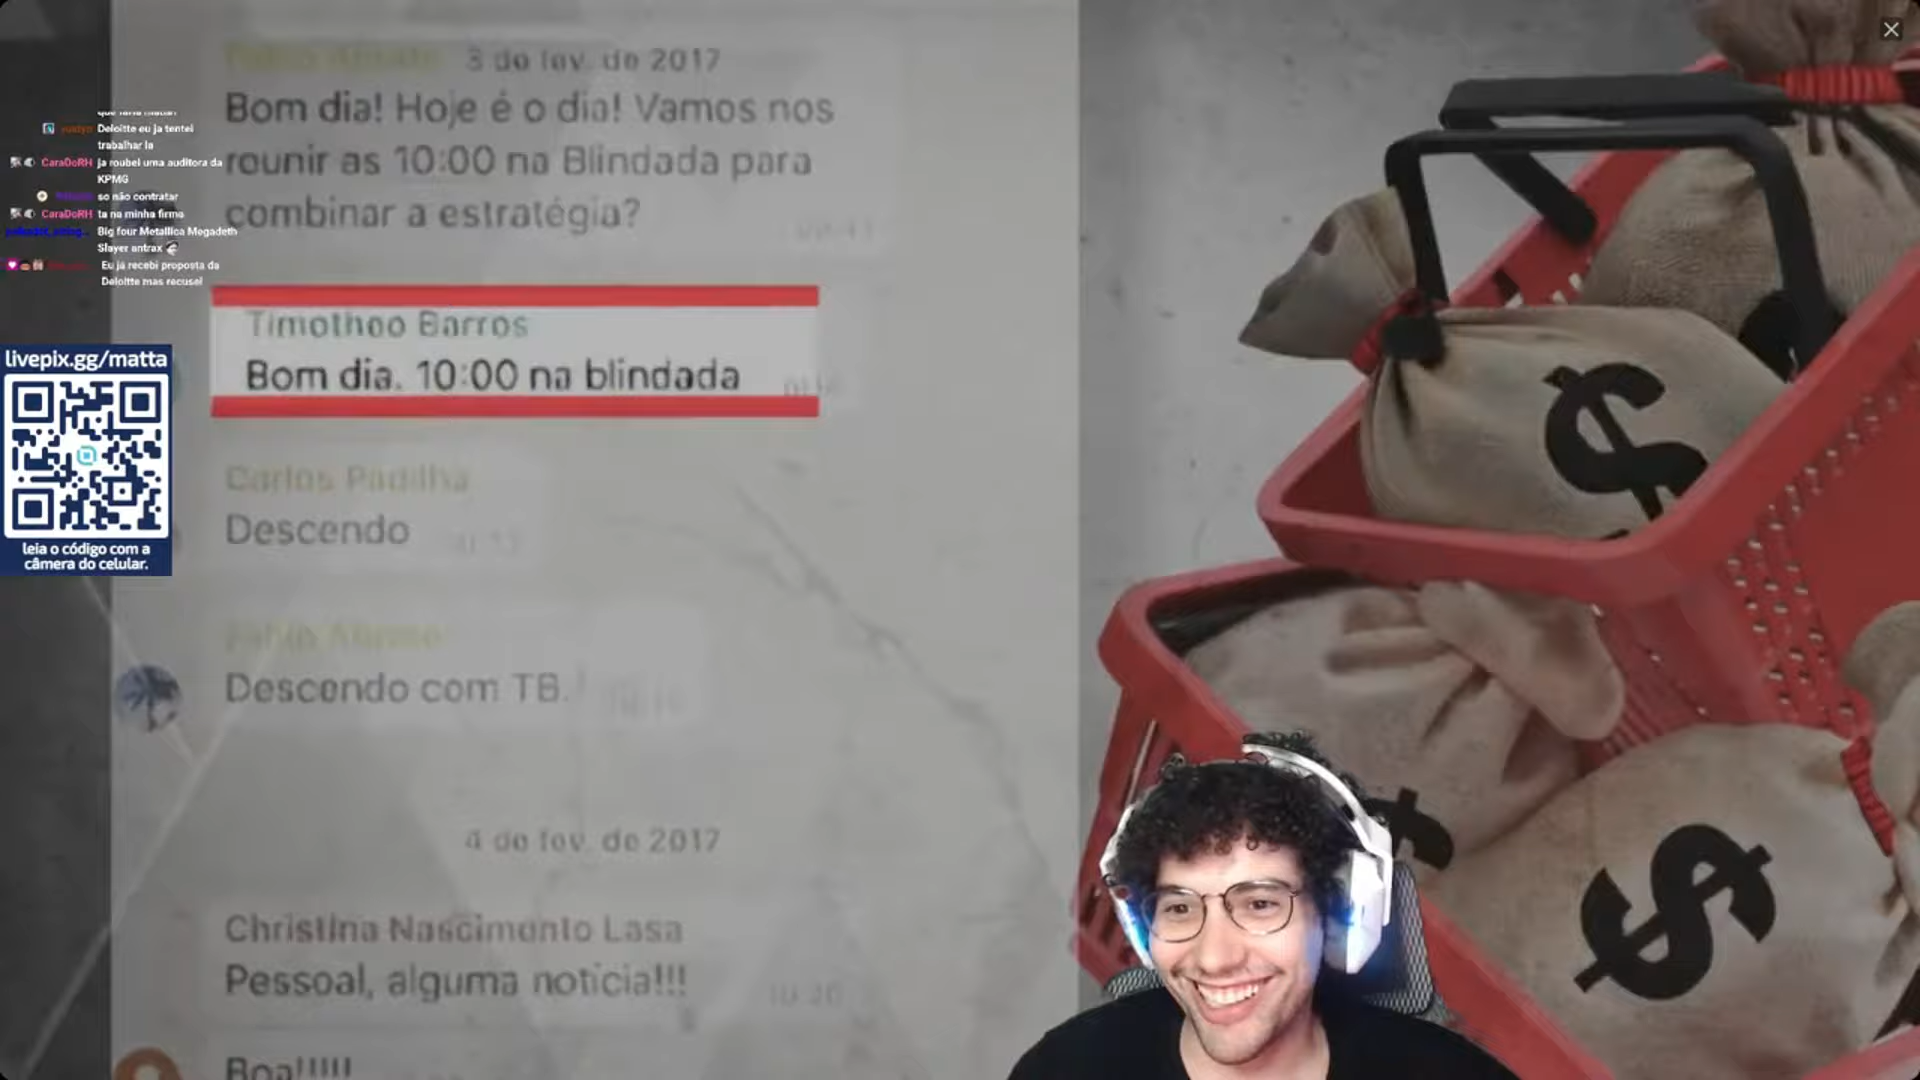 Deloitte eu ja tentei
trabalhar la
CaraDoRH ja roubei uma auditora da
KPMG
so não contratar
CaraDoRH ta na minha firma
Big four Metallica Megadeth
Slayer antrax
Eu já recebi proposta da
Deloitte mas recusei
livepix.gg/matta
leia o código com a
câmera do celular.
3 de fev. de 2017
Bom dia! Hoje é o dia! Vamos nos
reunir as 10:00 na Blindada para
combinar a estratégia?
Timotheo Barros
Bom dia. 10:00 na blindada
Carlos Padilha
Descendo
Descendo com TB.
4 de fev. de 2017
Christina Nascimento Lasa
Pessoal, alguma noticia!!!
Boa!!!!!
$
$